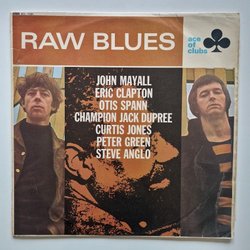 RAW BLUES
ace
of
clubs
JOHN MAYALL
ERIC CLAPTON
OTIS SPANN
CHAMPION JACK DUPREE
CURTIS JONES
PETER GREEN
STEVE ANGLO